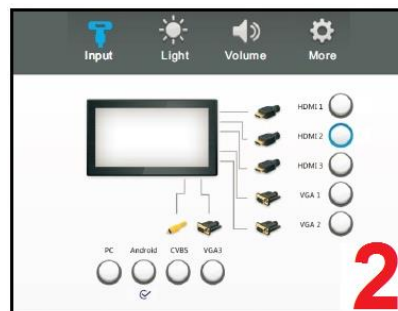 Input Light Volume More
HDMI 1
HDMI 2
HDMI 3
VGA 1
VGA 2
PC Android CVBS VGA3
2